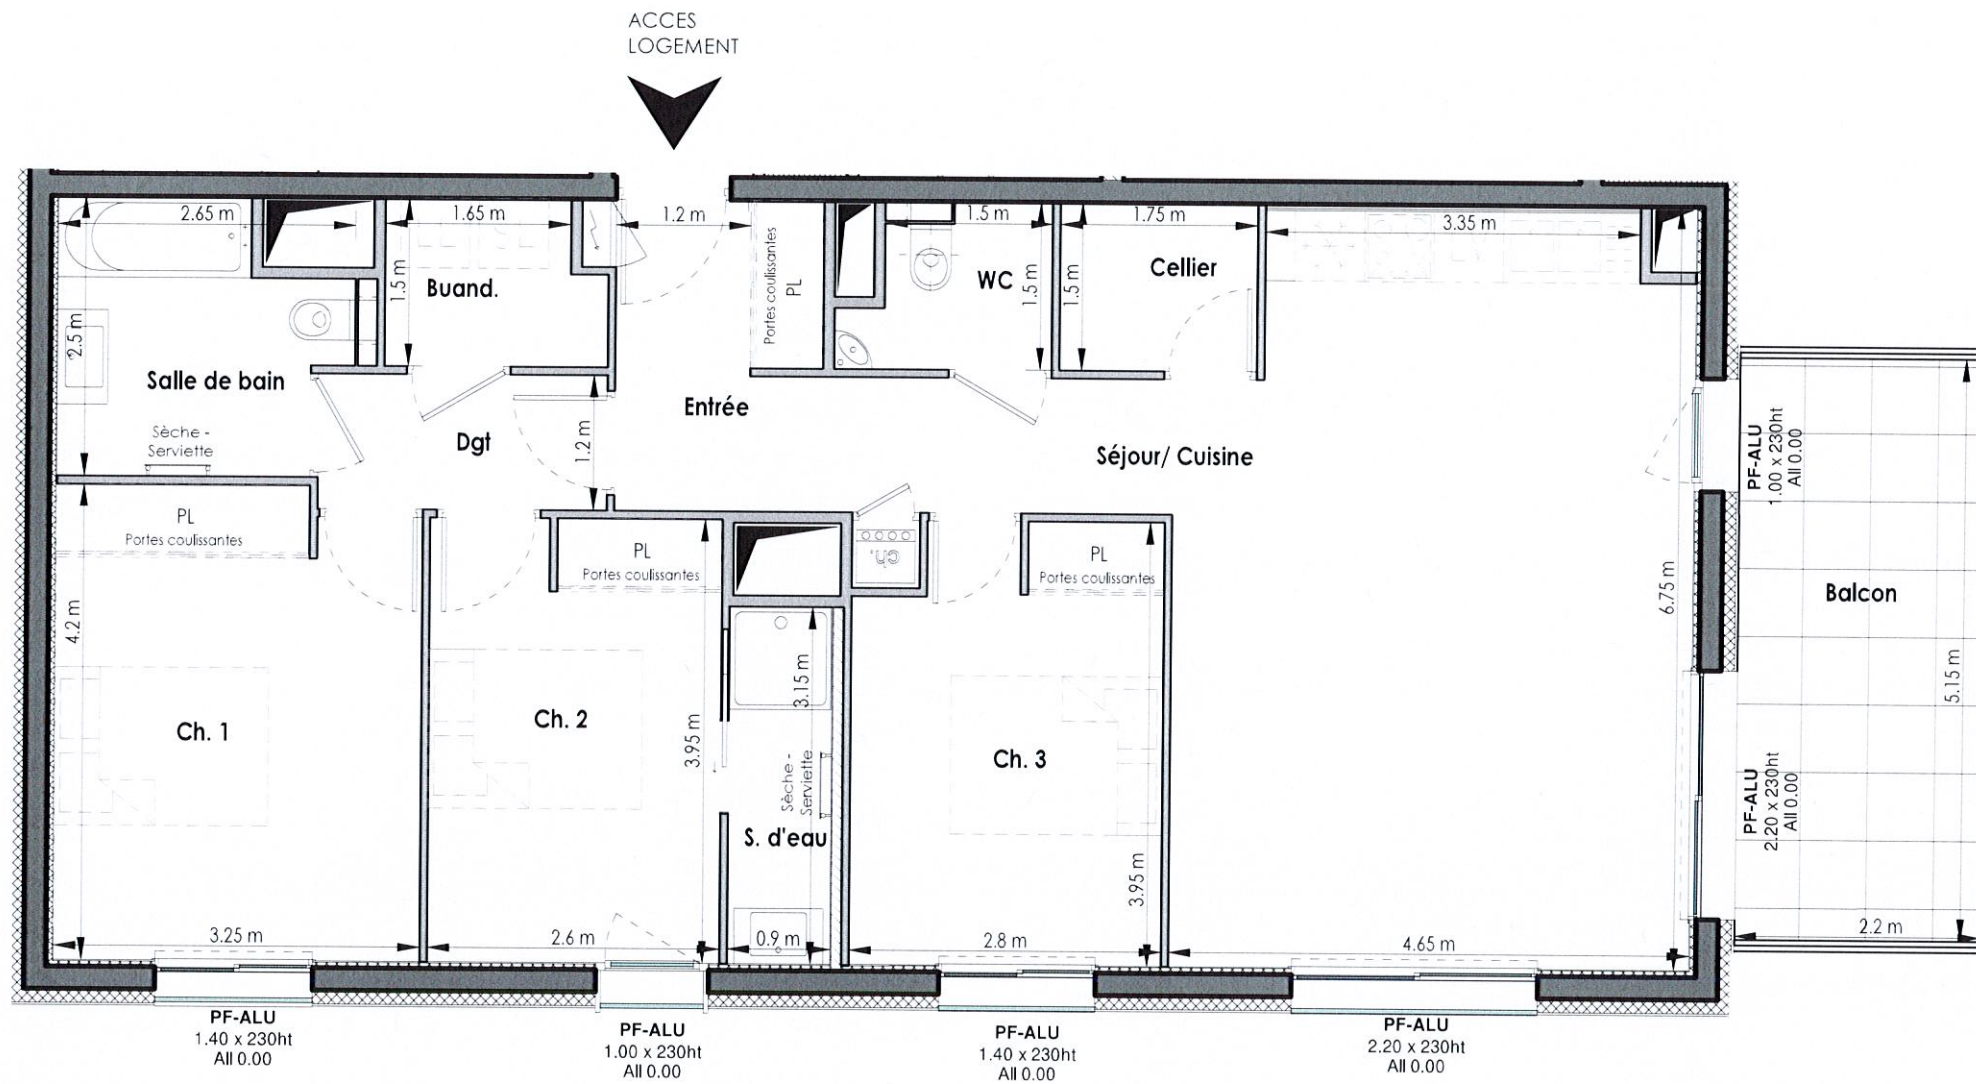 ACCES
LOGEMENT
2.65 m
1.65 m
1.2 m
1.5 m
1.75 m
3.35 m
Portes coulissantes
PL
1.5 m
Buand.
WC
1.5 m
1.5 m
Cellier
2.5 m
Salle de bain
Sèche -
Serviette
Dgt
1.2 m
Entrée
Séjour/ Cuisine
PF-ALU
1.00 x 230ht
All 0.00
PL
Portes coulissantes
PL
Portes coulissantes
ch.
PL
Portes coulissantes
4.2 m
6.75 m
Balcon
Ch. 1
Ch. 2
3.95 m
3.15 m
Sèche -
Serviette
S. d'eau
Ch. 3
3.95 m
PF-ALU
2.20 x 230ht
All 0.00
5.15 m
3.25 m
2.6 m
0.9 m
2.8 m
4.65 m
2.2 m
PF-ALU
1.40 x 230ht
All 0.00
PF-ALU
1.00 x 230ht
All 0.00
PF-ALU
1.40 x 230ht
All 0.00
PF-ALU
2.20 x 230ht
All 0.00